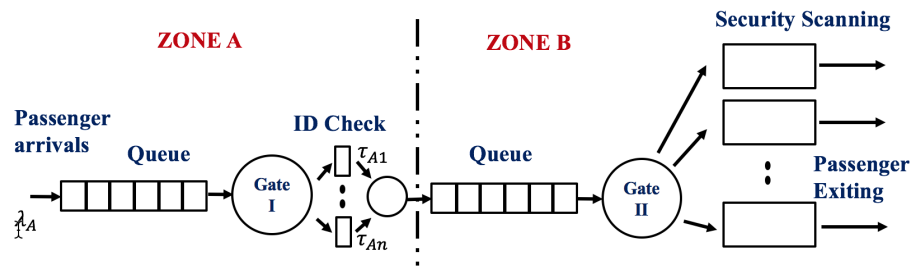 Security Scanning
ZONE A
ZONE B
Passenger
arrivals
ID Check
Queue
τA1
Queue
Gate
I
Gate
II
Passenger
Exiting
λA
τAn